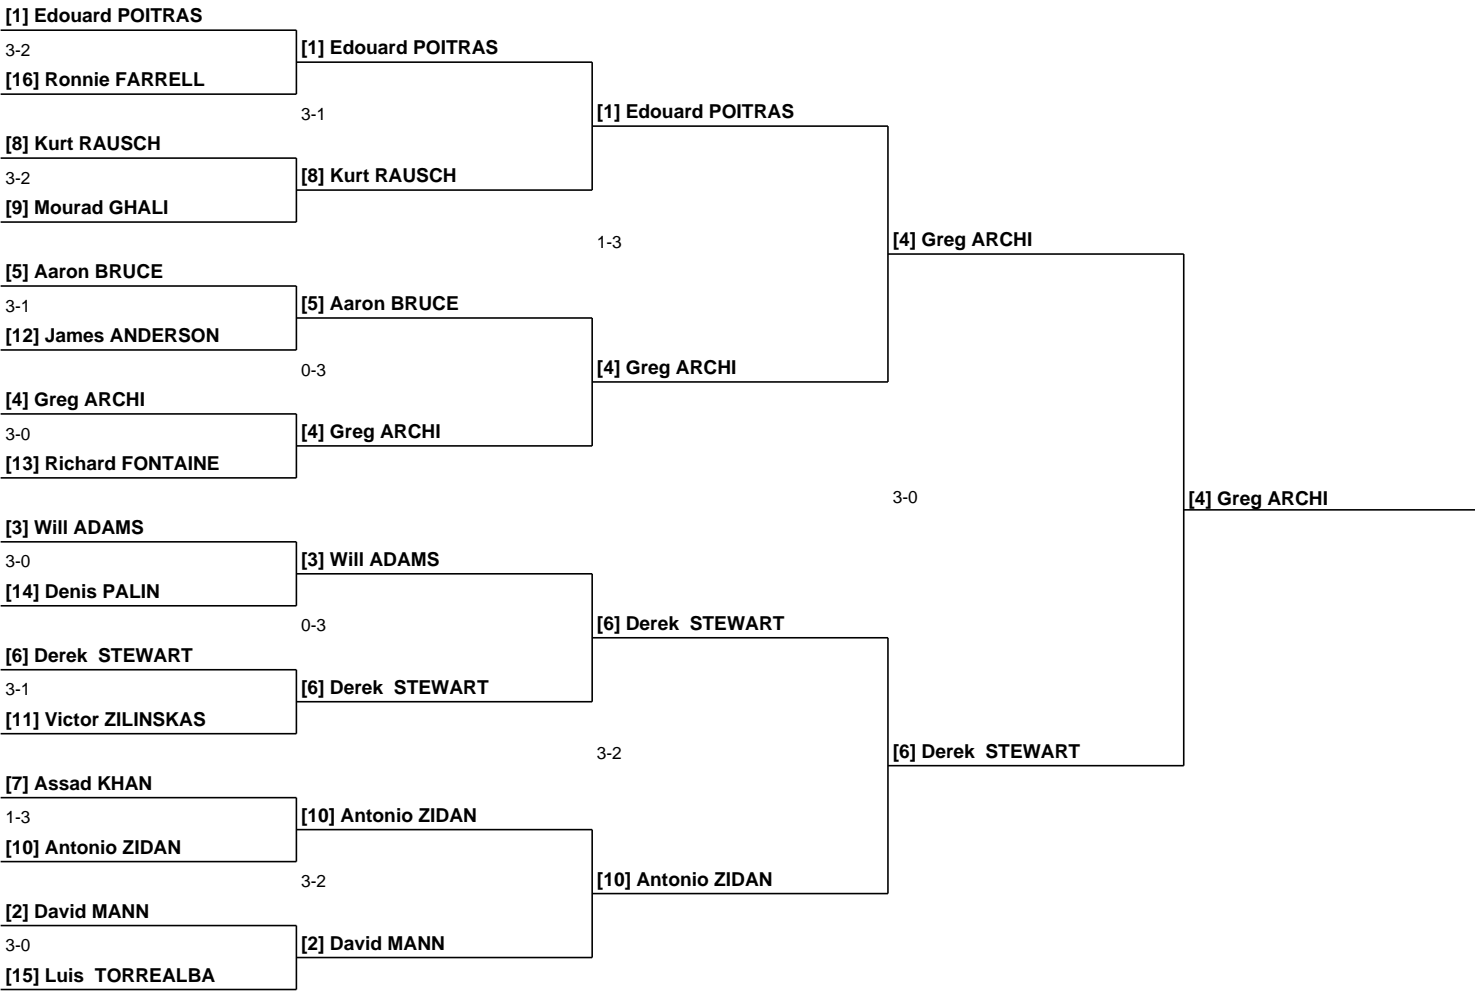 [1] Edouard POITRAS
3-2
[1] Edouard POITRAS
[16] Ronnie FARRELL
3-1
[1] Edouard POITRAS
[8] Kurt RAUSCH
3-2
[8] Kurt RAUSCH
[9] Mourad GHALI
1-3
[4] Greg ARCHI
[5] Aaron BRUCE
3-1
[5] Aaron BRUCE
[12] James ANDERSON
0-3
[4] Greg ARCHI
[4] Greg ARCHI
3-0
[4] Greg ARCHI
[13] Richard FONTAINE
3-0
[4] Greg ARCHI
[3] Will ADAMS
3-0
[3] Will ADAMS
[14] Denis PALIN
0-3
[6] Derek  STEWART
[6] Derek  STEWART
3-1
[6] Derek  STEWART
[11] Victor ZILINSKAS
3-2
[6] Derek  STEWART
[7] Assad KHAN
1-3
[10] Antonio ZIDAN
[10] Antonio ZIDAN
3-2
[10] Antonio ZIDAN
[2] David MANN
3-0
[2] David MANN
[15] Luis  TORREALBA